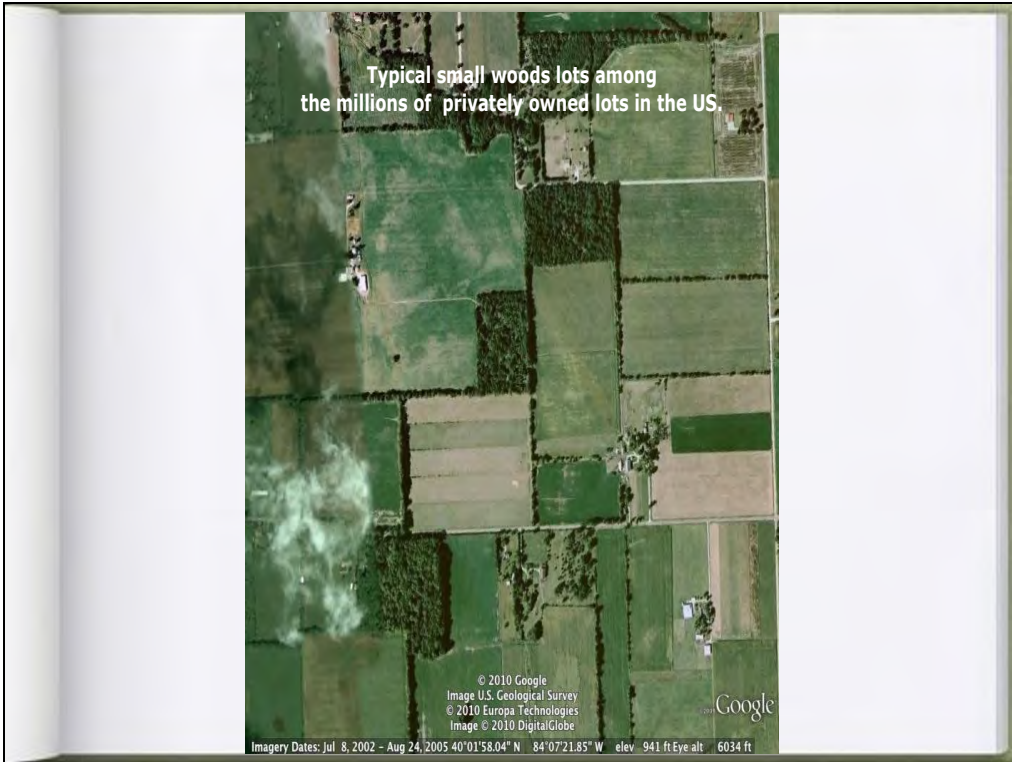 Typical small woods lots among
the millions of privately owned lots in the US.
© 2010 Google
Image U.S. Geological Survey
© 2010 Europa Technologies
Image © 2010 DigitalGlobe
Google
Imagery Dates: Jul 8, 2002 - Aug 24, 2005 40°01'58.04" N 84°07'21.85" W elev 941 ft Eye alt 6034 ft